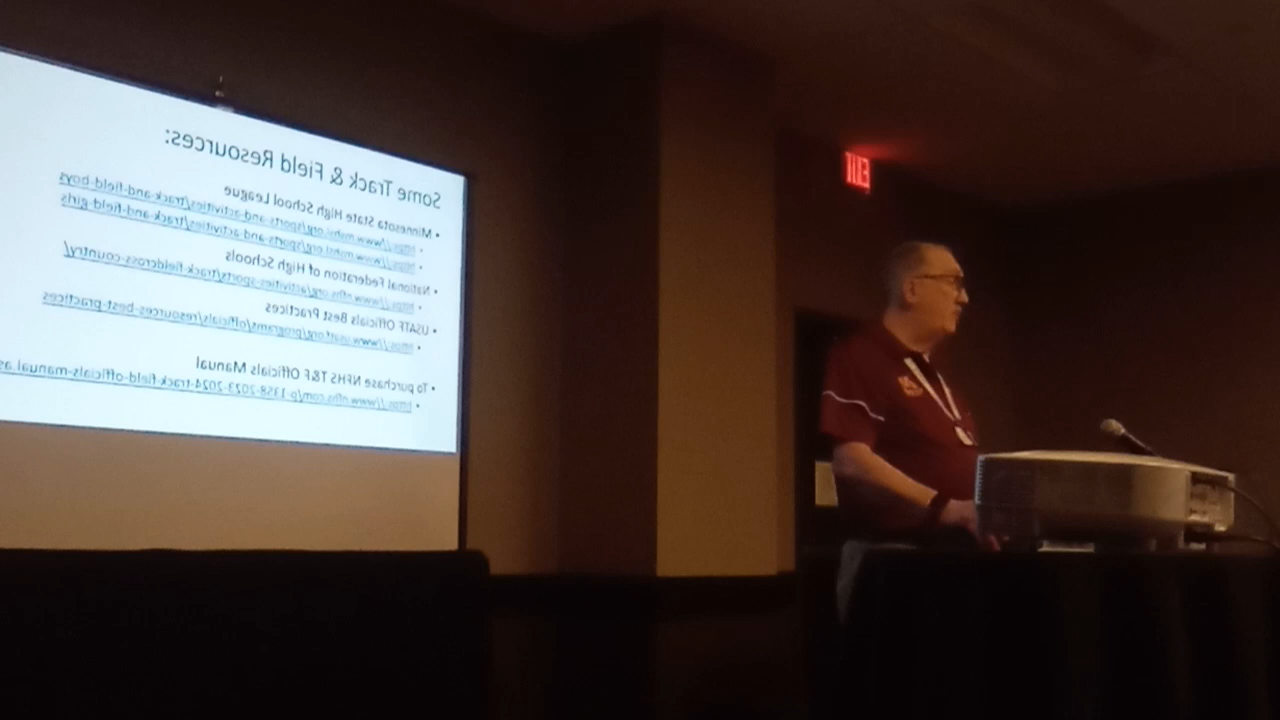 Some Track & Field Resources:
• Minnesota State High School League
• https://www.mshsl.org/sports-and-activities/track-and-field-boys
• https://www.mshsl.org/sports-and-activities/track-and-field-girls
• National Federation of High Schools
• https://www.nfhs.org/activities-sports/track-fieldcross-country/
• USATF Officials Best Practices
• https://www.usatf.org/programs/officials/resources/best-practices
• To purchase NFHS T&F Officials Manual
• https://www.nfhs.com/p-1358-2023-2024-track-field-officials-manual.as
EXIT